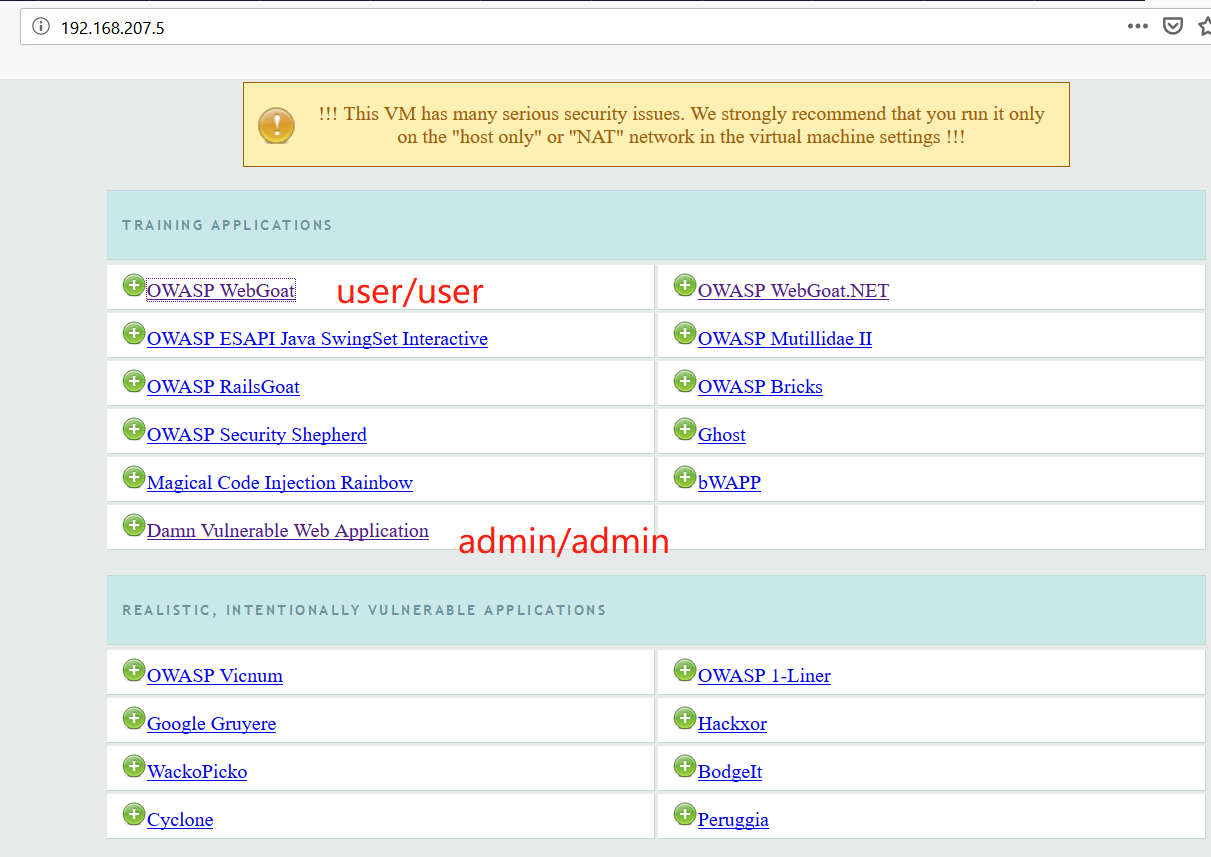 192.168.207.5
!!! This VM has many serious security issues. We strongly recommend that you run it only
on the "host only" or "NAT" network in the virtual machine settings !!!
TRAINING APPLICATIONS
OWASP WebGoat user/user OWASP WebGoat.NET
OWASP ESAPI Java SwingSet Interactive OWASP Mutillidae II
OWASP RailsGoat OWASP Bricks
OWASP Security Shepherd Ghost
Magical Code Injection Rainbow bWAPP
Damn Vulnerable Web Application admin/admin
REALISTIC, INTENTIONALLY VULNERABLE APPLICATIONS
OWASP Vicnum OWASP 1-Liner
Google Gruyere Hackxor
WackoPicko BodgeIt
Cyclone Peruggia